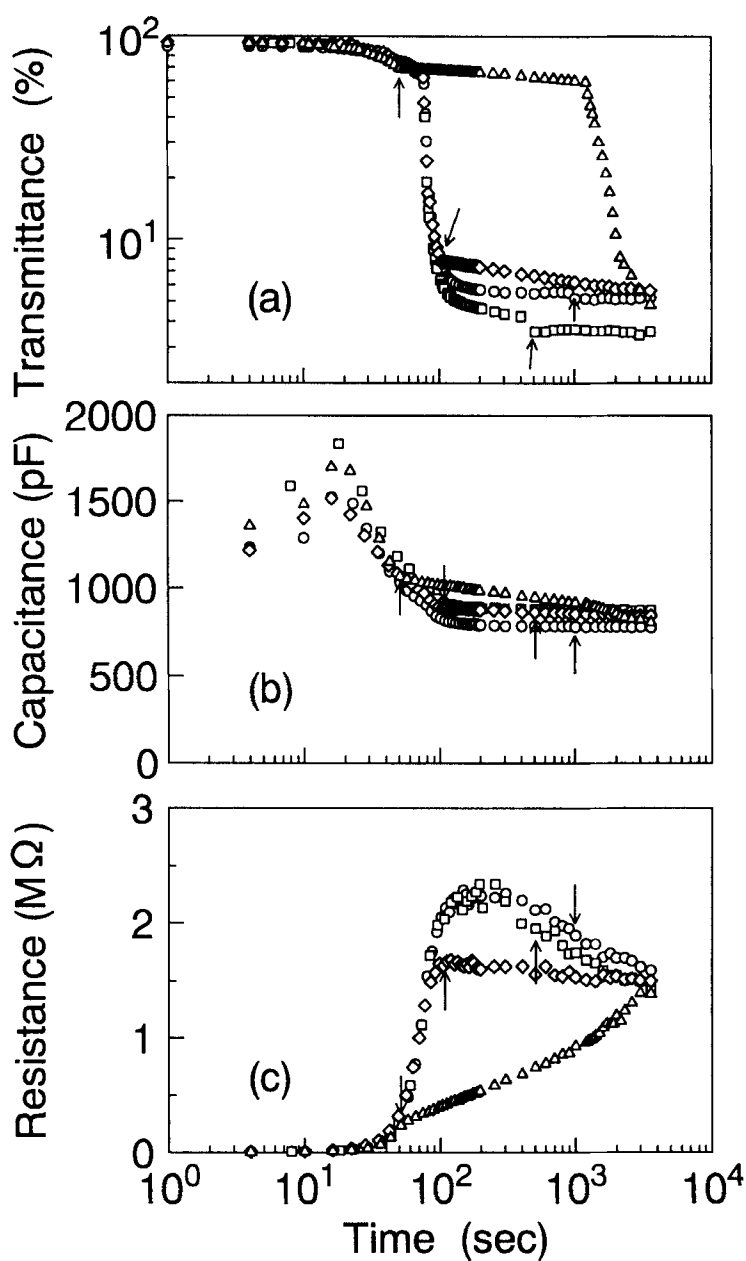 Transmittance (%)
10²
10¹
(a)
Capacitance (pF)
2000
1500
1000
500
0
(b)
Resistance (MΩ)
3
2
1
0
(c)
10⁰ 10¹ 10² 10³ 10⁴
Time (sec)